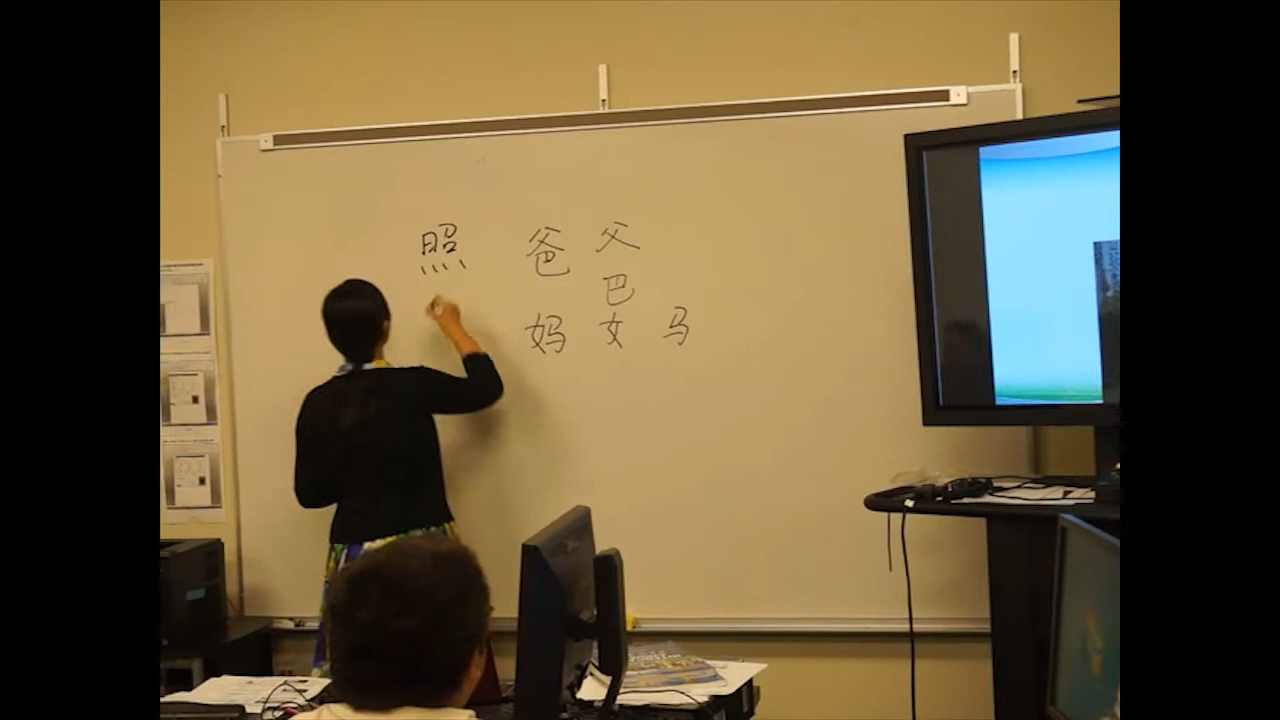 照 爸 父
巴
妈 女 马